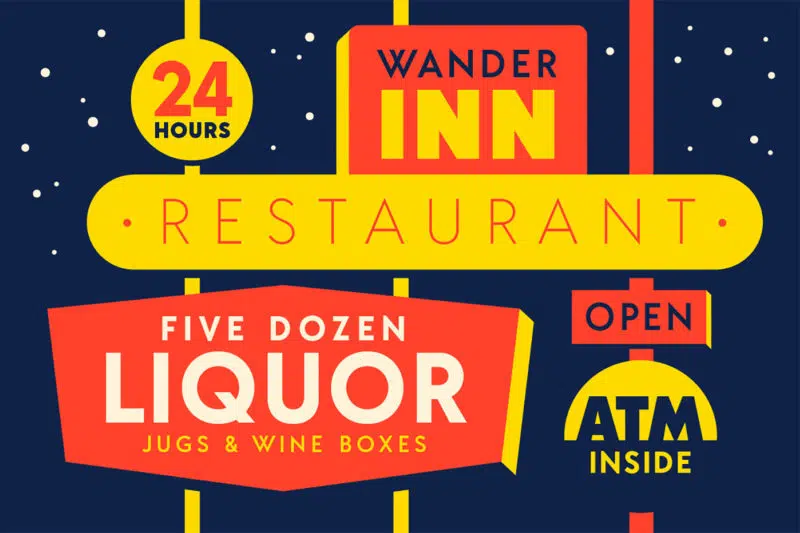 24
HOURS
WANDER
INN
· RESTAURANT ·
FIVE DOZEN
LIQUOR
JUGS & WINE BOXES
OPEN
ATM
INSIDE